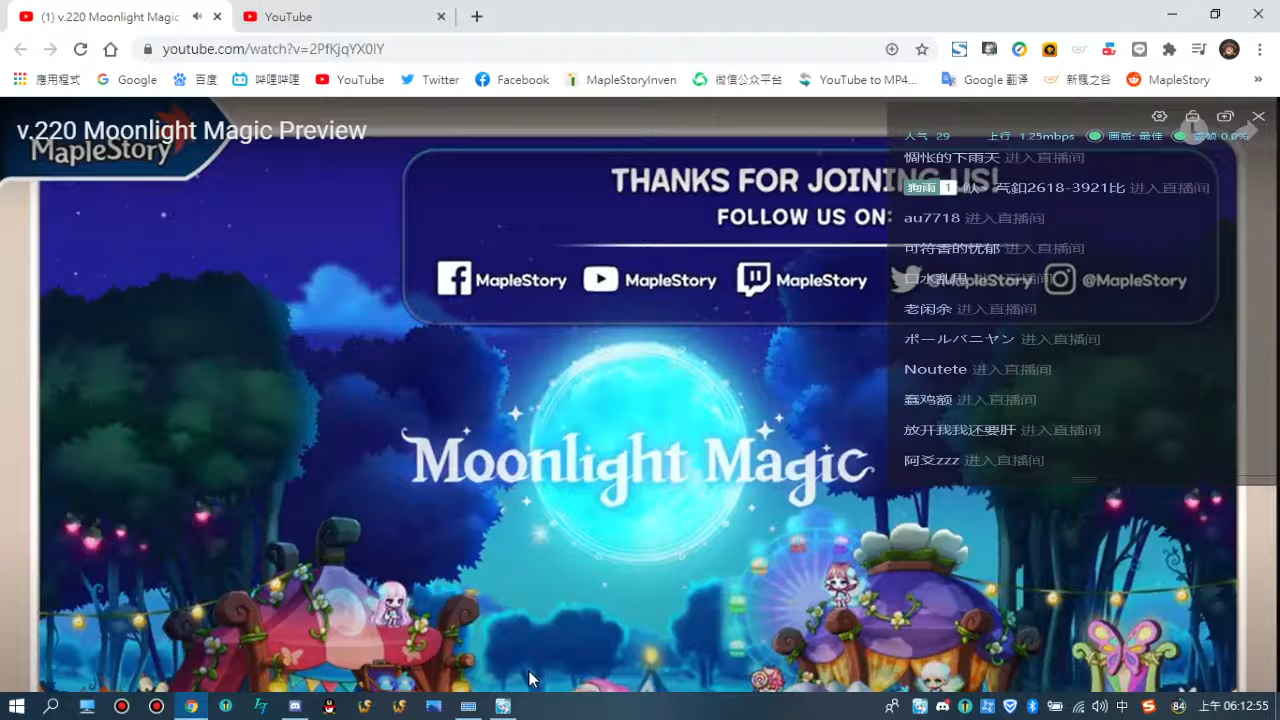 (1) v.220 Moonlight Magic
YouTube
youtube.com/watch?v=2PfKJqYX0lY
應用程式
Google
百度
哔哩哔哩
YouTube
Twitter
Facebook
MapleStoryInven
微信公众平台
YouTube to MP4...
Google 翻译
新楓之谷
MapleStory
v.220 Moonlight Magic Preview
MapleStory
THANKS FOR JOINING US!
FOLLOW US ON:
MapleStory
MapleStory
MapleStory
@MapleStory
@MapleStory
人气 29 上行 1.25mbps 画质: 最佳 丢帧 0.0%
惆怅的下雨天 进入直播间
狗雨 1 2618-3921比 进入直播间
au7718 进入直播间
可符香的忧郁 进入直播间
老闲余 进入直播间
ポールバニヤン 进入直播间
Noutete 进入直播间
蠢鸡额 进入直播间
放开我我还要肝 进入直播间
阿爻zzz 进入直播间
Moonlight Magic
中
84
上午 06:12:55